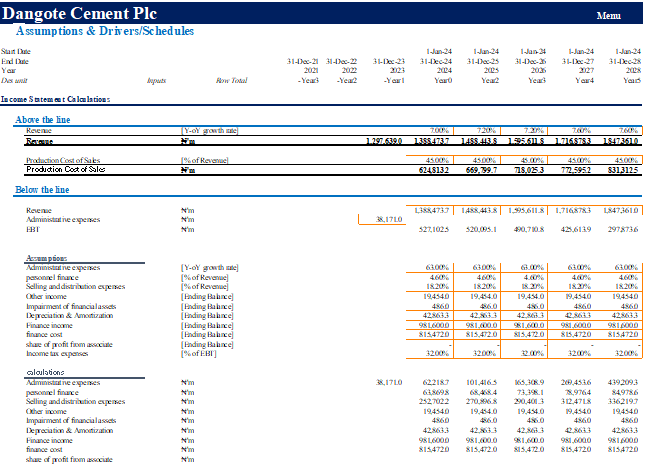 Dangote Cement Plc Menu
Assumptions & Drivers/Schedules
Start Date 1-Jan-24 1-Jan-25 1-Jan-26 1-Jan-27 1-Jan-24
End Date 31-Dec-21 31-Dec-22 31-Dec-23 31-Dec-24 31-Dec-25 31-Dec-26 31-Dec-27 31-Dec-28
Year 2021 2022 2023 2024 2025 2026 2027 2028
Des unit Inputs Row Total -Year3 -Year2 -Year1 Year0 Year2 Year3 Year4 Year5
Income Statement Calculations
Above the line
Revenue [Y-oY growth rate] 7.00% 7.20% 7.20% 7.60% 7.60%
Revenue ₦'m 1,297,639.0 1,388,473.7 1,488,443.8 1,595,611.8 1,716,878.3 1,847,361.0
Production Cost of Sales [% of Revenue] 45.00% 45.00% 45.00% 45.00% 45.00%
Production Cost of Sales ₦'m 624,813.2 669,799.7 718,025.3 772,595.2 831,312.5
Below the line
Revenue ₦'m 1,388,473.7 1,488,443.8 1,595,611.8 1,716,878.3 1,847,361.0
Administrative expenses ₦'m 38,171.0
EBT ₦'m 527,102.5 520,095.1 490,710.8 425,613.9 297,873.6
Assumptions
Administrative expenses [Y-oY growth rate] 63.00% 63.00% 63.00% 63.00% 63.00%
personnel finance [% of Revenue] 4.60% 4.60% 4.60% 4.60% 4.60%
Selling and distribution expenses [% of Revenue] 18.20% 18.20% 18.20% 18.20% 18.20%
Other income [Ending Balance] 19,454.0 19,454.0 19,454.0 19,454.0 19,454.0
Impairment of financial assets [Ending Balance] 486.0 486.0 486.0 486.0 486.0
Depreciation & Amortization [Ending Balance] 42,863.3 42,863.3 42,863.3 42,863.3 42,863.3
Finance income [Ending Balance] 981,600.0 981,600.0 981,600.0 981,600.0 981,600.0
finance cost [Ending Balance] 815,472.0 815,472.0 815,472.0 815,472.0 815,472.0
share of profit from associate [Ending Balance] - - - - -
Income tax expenses [% of EBT] 32.00% 32.00% 32.00% 32.00% 32.00%
calculations
Administrative expenses ₦'m 38,171.0 62,218.7 101,416.5 165,308.9 269,453.6 439,209.3
personnel finance ₦'m 63,869.8 68,468.4 73,398.1 78,976.4 84,978.6
Selling and distribution expenses ₦'m 252,702.2 270,896.8 290,401.3 312,471.8 336,219.7
Other income ₦'m 19,454.0 19,454.0 19,454.0 19,454.0 19,454.0
Impairment of financial assets ₦'m 486.0 486.0 486.0 486.0 486.0
Depreciation & Amortization ₦'m 42,863.3 42,863.3 42,863.3 42,863.3 42,863.3
Finance income ₦'m 981,600.0 981,600.0 981,600.0 981,600.0 981,600.0
finance cost ₦'m 815,472.0 815,472.0 815,472.0 815,472.0 815,472.0
share of profit from associate ₦'m